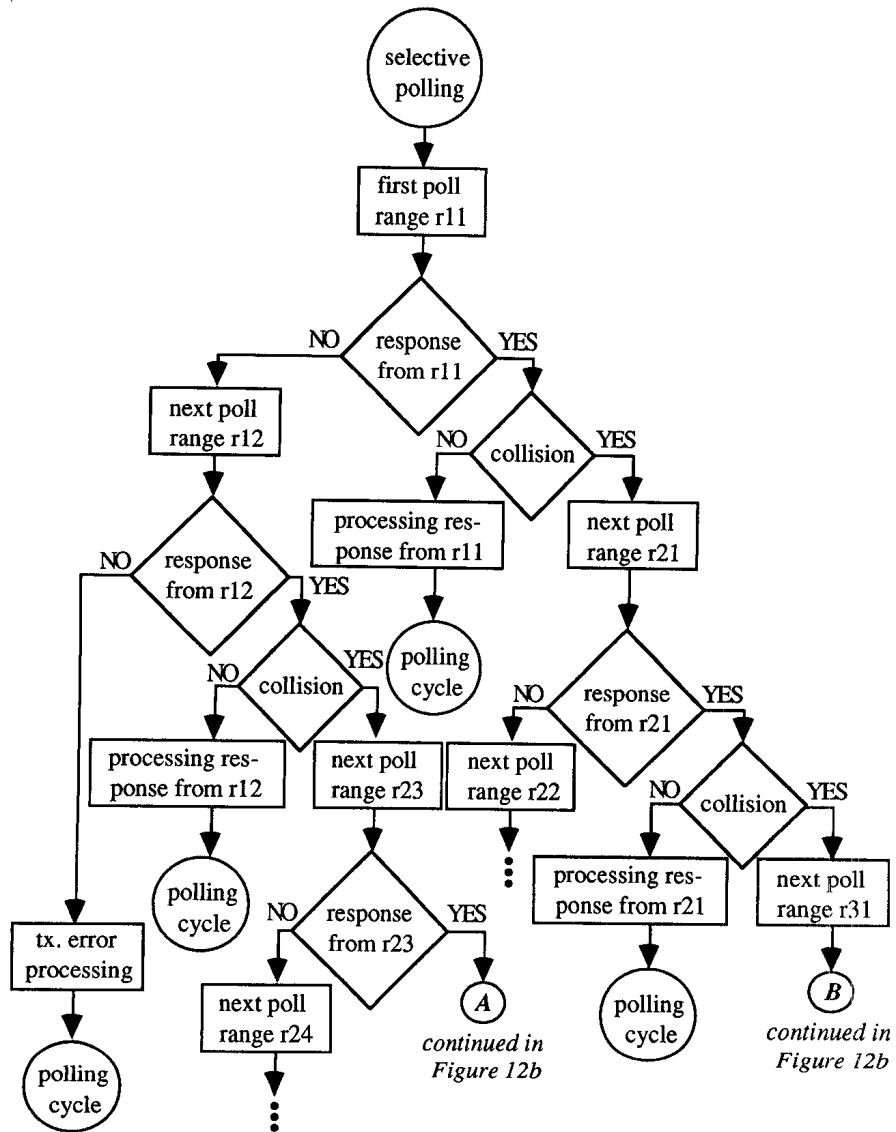 selective
polling
first poll
range r11
NO
response
from r11
YES
next poll
range r12
NO
collision
YES
processing res-
ponse from r11
next poll
range r21
NO
response
from r12
YES
polling
cycle
NO
collision
YES
NO
response
from r21
YES
processing res-
ponse from r12
next poll
range r23
next poll
range r22
NO
collision
YES
polling
cycle
NO
response
from r23
YES
processing res-
ponse from r21
next poll
range r31
tx. error
processing
next poll
range r24
A
continued in
Figure 12b
polling
cycle
B
continued in
Figure 12b
polling
cycle